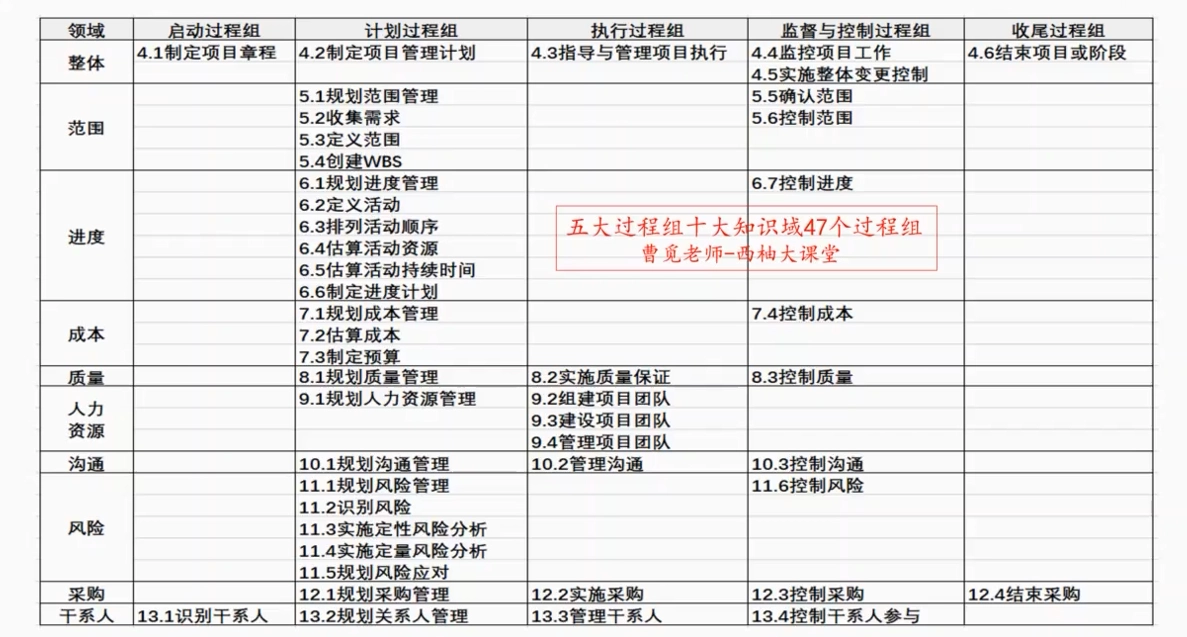 领域 启动过程组 计划过程组 执行过程组 监督与控制过程组 收尾过程组
整体 4.1制定项目章程 4.2制定项目管理计划 4.3指导与管理项目执行 4.4监控项目工作 4.6结束项目或阶段
4.5实施整体变更控制
范围 5.1规划范围管理 5.5确认范围
5.2收集需求 5.6控制范围
5.3定义范围
5.4创建WBS
进度 6.1规划进度管理 6.7控制进度
6.2定义活动
6.3排列活动顺序
6.4估算活动资源
6.5估算活动持续时间
6.6制定进度计划
五大过程组十大知识域47个过程组
曹觅老师-西柚大课堂
成本 7.1规划成本管理 7.4控制成本
7.2估算成本
7.3制定预算
质量 8.1规划质量管理 8.2实施质量保证 8.3控制质量
人力 9.1规划人力资源管理 9.2组建项目团队
资源 9.3建设项目团队
9.4管理项目团队
沟通 10.1规划沟通管理 10.2管理沟通 10.3控制沟通
风险 11.1规划风险管理 11.6控制风险
11.2识别风险
11.3实施定性风险分析
11.4实施定量风险分析
11.5规划风险应对
采购 12.1规划采购管理 12.2实施采购 12.3控制采购 12.4结束采购
干系人 13.1识别干系人 13.2规划关系人管理 13.3管理干系人 13.4控制干系人参与